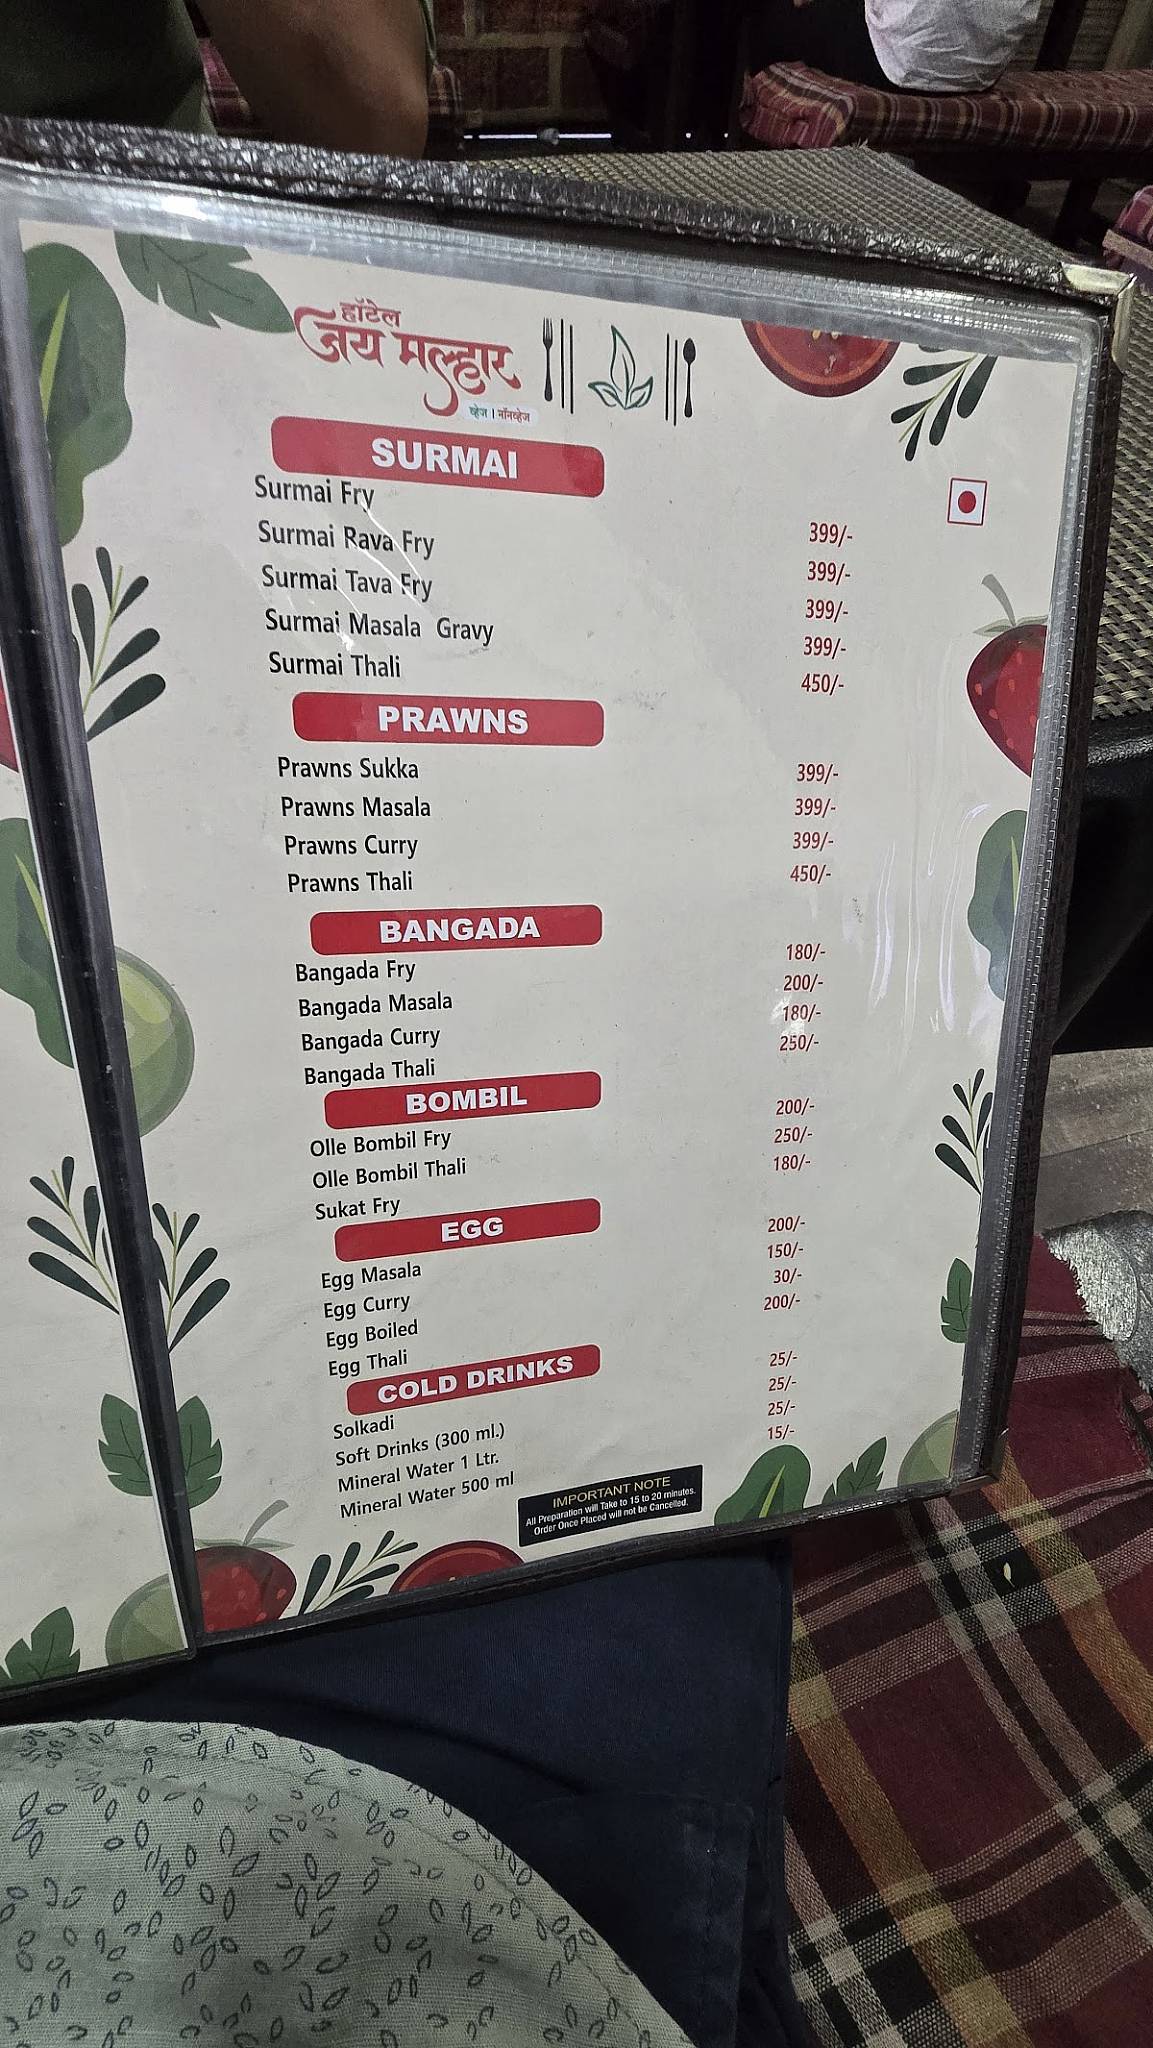 हॉटेल
जय मल्हार
व्हेज | नॉनव्हेज
SURMAI
Surmai Fry 399/-
Surmai Rava Fry 399/-
Surmai Tava Fry 399/-
Surmai Masala Gravy 399/-
Surmai Thali 450/-
PRAWNS
Prawns Sukka 399/-
Prawns Masala 399/-
Prawns Curry 399/-
Prawns Thali 450/-
BANGADA
Bangada Fry 180/-
Bangada Masala 200/-
Bangada Curry 180/-
Bangada Thali 250/-
BOMBIL
Olle Bombil Fry 200/-
Olle Bombil Thali 250/-
Sukat Fry 180/-
EGG
Egg Masala 200/-
Egg Curry 150/-
Egg Boiled 30/-
Egg Thali 200/-
COLD DRINKS
Solkadi 25/-
Soft Drinks (300 ml.) 25/-
Mineral Water 1 Ltr. 25/-
Mineral Water 500 ml 15/-
IMPORTANT NOTE
All Preparation will Take to 15 to 20 minutes.
Order Once Placed will not be Cancelled.